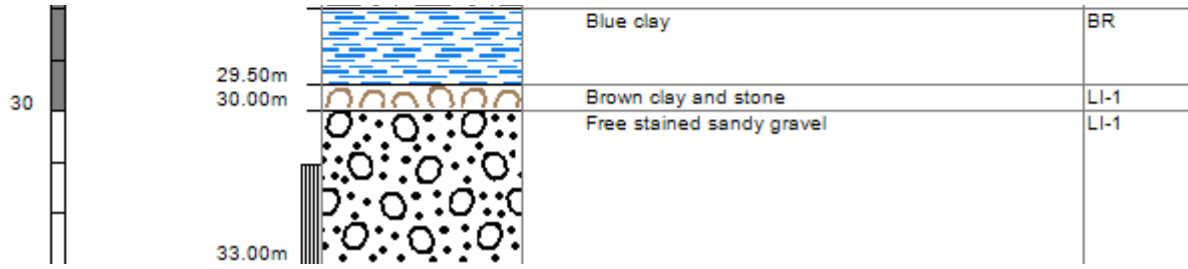 Blue clay BR
29.50m
30 30.00m Brown clay and stone LI-1
Free stained sandy gravel LI-1
33.00m